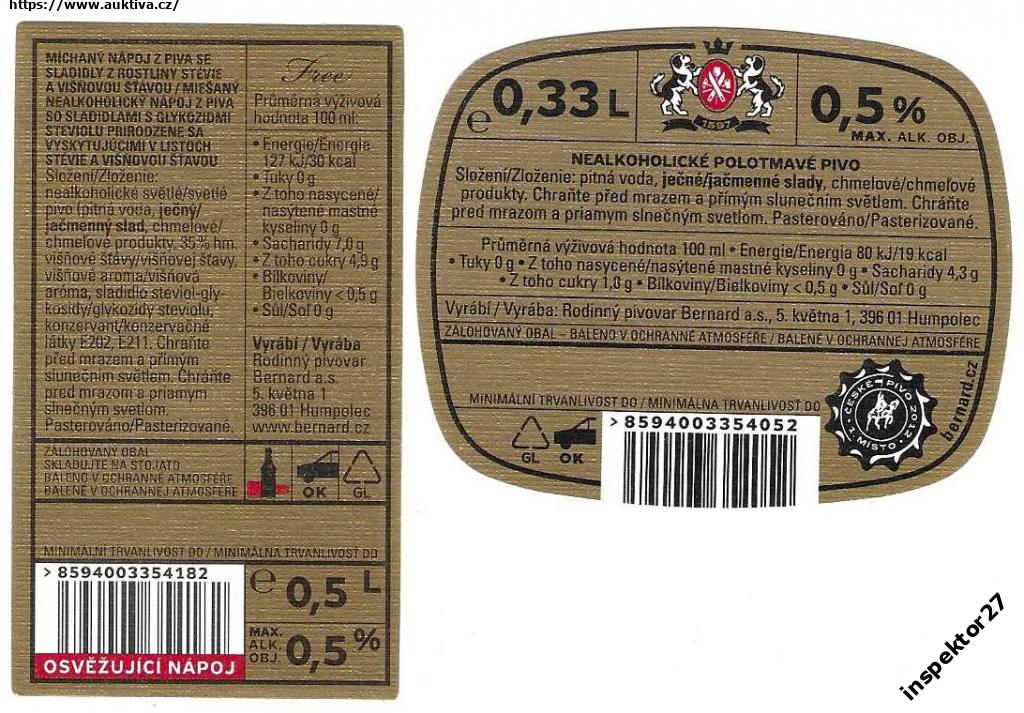 https://www.auktiva.cz/
MÍCHANÝ NÁPOJ Z PIVA SE
SLADIDLY Z ROSTLINY STÉVIE
A VIŠŇOVOU ŠŤÁVOU / MIEŠANÝ
NEALKOHOLICKÝ NÁPOJ Z PIVA
SO SLADIDLAMI S GLYKOZIDMI
STEVIOLU PRIRODZENE SA
VYSKYTUJÚCIMI V LISTOCH
STÉVIE A VIŠŇOVOU ŠŤAVOU
Složení/Zloženie:
nealkoholické světlé/svetlé
pivo (pitná voda, ječný/
jačmenný slad, chmelové/
chmeľové produkty, 35% hm.
višňové šťávy/višňovej šťavy,
višňové aroma/višňová
aróma, sladidlo steviol-gly-
kosidy/glykozidy steviolu,
konzervant/konzervačné
látky E202, E211. Chraňte
před mrazem a přímým
slunečním světlem. Chráňte
pred mrazom a priamym
slnečným svetlom.
Pasterováno/Pasterizované.
Free
Průměrná výživová
hodnota 100 ml:
• Energie/Energia
127 kJ/30 kcal
• Tuky 0 g
• Z toho nasycené/
nasýtené mastné
kyseliny 0 g
• Sacharidy 7,0 g
• Z toho cukry 4,9 g
• Bílkoviny/
Bielkoviny < 0,5 g
• Sůl/Soľ 0 g
Vyrábí / Vyrába
Rodinný pivovar
Bernard a.s.
5. května 1
396 01 Humpolec
www.bernard.cz
ZÁLOHOVANÝ OBAL
SKLADUJTE NA STOJATO
BALENO V OCHRANNÉ ATMOSFÉŘE
BALENÉ V OCHRANNEJ ATMOSFÉRE
OK
GL
MINIMÁLNÍ TRVANLIVOST DO / MINIMÁLNA TRVANLIVOSŤ DO
> 8594003354182
OSVĚŽUJÍCÍ NÁPOJ
℮ 0,5 L
MAX.
ALK.
OBJ.
0,5 %
℮ 0,33 L
1597
0,5 %
MAX. ALK. OBJ.
NEALKOHOLICKÉ POLOTMAVÉ PIVO
Složení/Zloženie: pitná voda, ječné/jačmenné slady, chmelové/chmeľové
produkty. Chraňte před mrazem a přímým slunečním světlem. Chráňte
pred mrazom a priamym slnečným svetlom. Pasterováno/Pasterizované.
Průměrná výživová hodnota 100 ml • Energie/Energia 80 kJ/19 kcal
• Tuky 0 g • Z toho nasycené/nasýtené mastné kyseliny 0 g • Sacharidy 4,3 g
• Z toho cukry 1,8 g • Bílkoviny/Bielkoviny < 0,5 g • Sůl/Soľ 0 g
Vyrábí / Vyrába: Rodinný pivovar Bernard a.s., 5. května 1, 396 01 Humpolec
ZÁLOHOVANÝ OBAL – BALENO V OCHRANNÉ ATMOSFÉŘE / BALENÉ V OCHRANNEJ ATMOSFÉRE
MINIMÁLNÍ TRVANLIVOST DO / MINIMÁLNA TRVANLIVOSŤ DO
GL
OK
> 8594003354052
ČESKÉ PIVO 2012
1. MÍSTO
bernard.cz
inspektor27